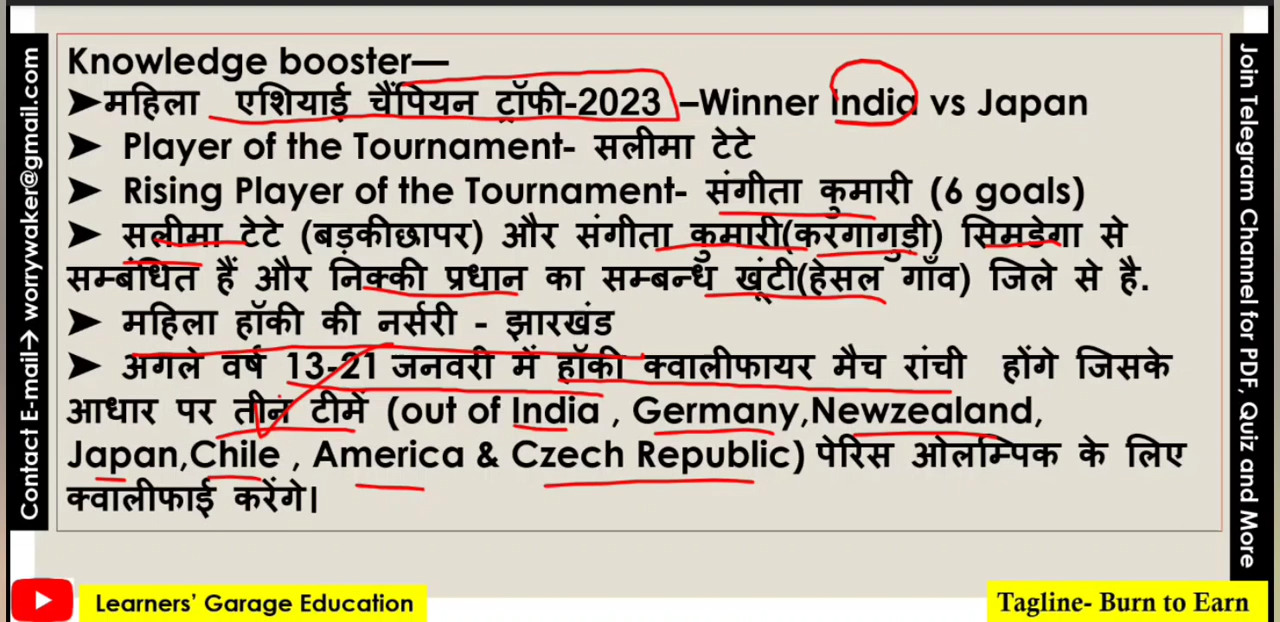 Knowledge booster—
➤महिला एशियाई चैंपियन ट्रॉफी-2023 –Winner India vs Japan
➤ Player of the Tournament- सलीमा टेटे
➤ Rising Player of the Tournament- संगीता कुमारी (6 goals)
➤ सलीमा टेटे (बड़कीछापर) और संगीता कुमारी(करंगागुड़ी) सिमडेगा से
सम्बंधित हैं और निक्की प्रधान का सम्बन्ध खूंटी(हेसल गाँव) जिले से है.
➤ महिला हॉकी की नर्सरी - झारखंड
➤ अगले वर्ष 13-21 जनवरी में हॉकी क्वालीफायर मैच रांची होंगे जिसके
आधार पर तीन टीमें (out of India , Germany,Newzealand,
Japan,Chile , America & Czech Republic) पेरिस ओलम्पिक के लिए
क्वालीफाई करेंगे।
Contact E-mail→ worrywaker@gmail.com
Join Telegram Channel for PDF, Quiz and More
Learners’ Garage Education
Tagline- Burn to Earn